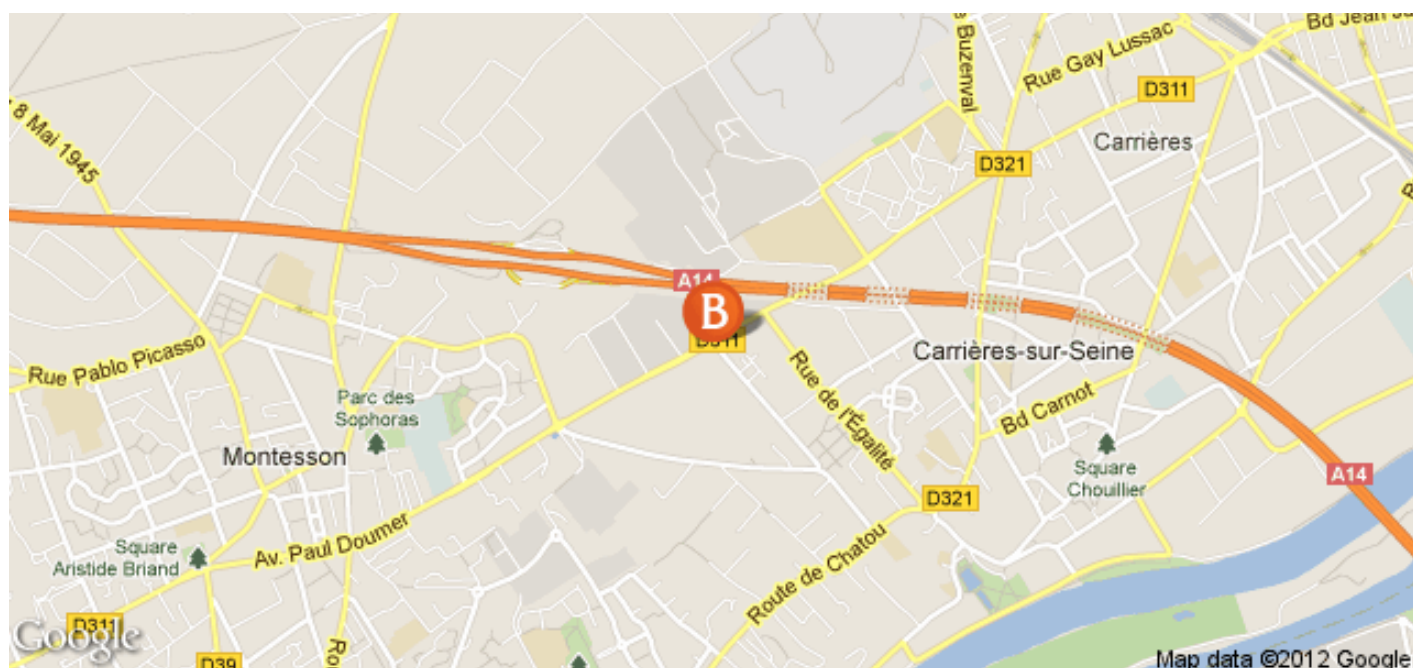 Bd Jean
Rue Gay Lussac
Buzenval
D311
8 Mai 1945
Carrières
D321
A14
B
D311
Carrières-sur-Seine
Rue Pablo Picasso
Rue de l'Égalité
Bd Carnot
Parc des
Sophoras
Montesson
Square
Chouillier
A14
D321
Av. Paul Doumer
Square
Aristide Briand
Route de Chatou
D311
Google
D39
Map data ©2012 Google